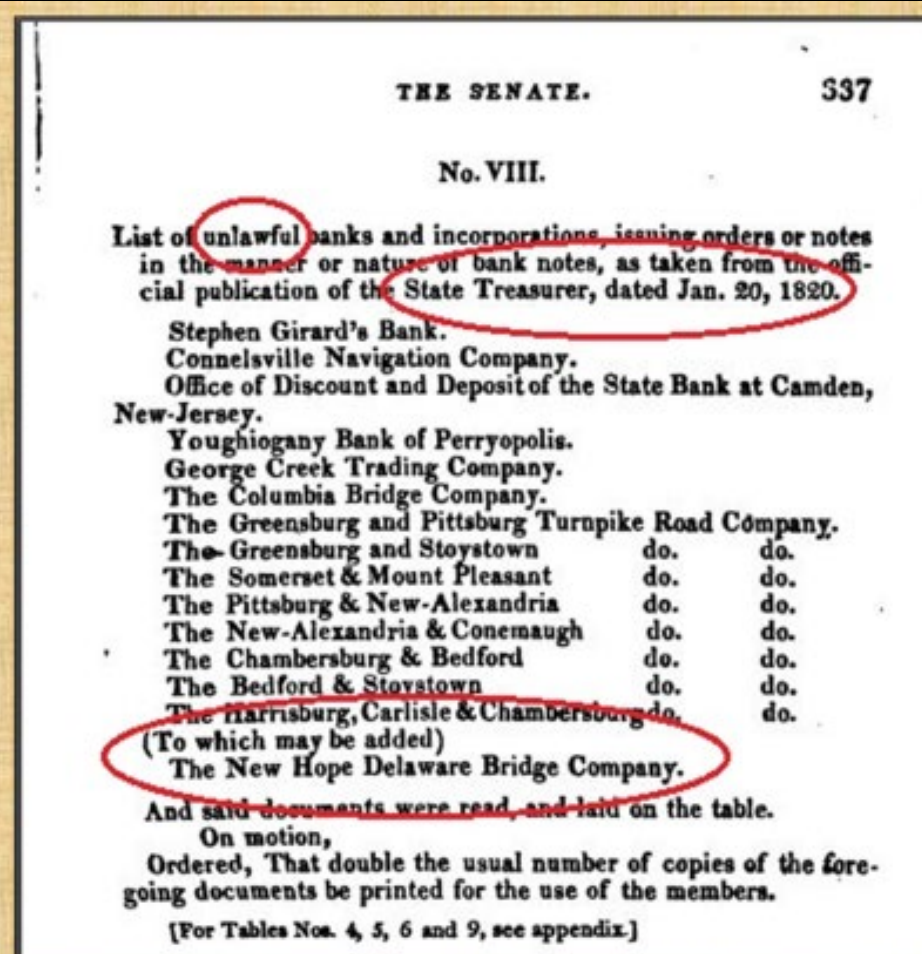 THE SENATE. 337
No. VIII.
List of unlawful banks and incorporations, issuing orders or notes
in the manner or nature of bank notes, as taken from the offi-
cial publication of the State Treasurer, dated Jan. 20, 1820.
Stephen Girard's Bank.
Connelsville Navigation Company.
Office of Discount and Deposit of the State Bank at Camden,
New-Jersey.
Youghiogany Bank of Perryopolis.
George Creek Trading Company.
The Columbia Bridge Company.
The Greensburg and Pittsburg Turnpike Road Company.
The Greensburg and Stoystown do. do.
The Somerset & Mount Pleasant do. do.
The Pittsburg & New-Alexandria do. do.
The New-Alexandria & Conemaugh do. do.
The Chambersburg & Bedford do. do.
The Bedford & Stoystown do. do.
The Harrisburg, Carlisle & Chambersburg do. do.
(To which may be added)
The New Hope Delaware Bridge Company.
And said documents were read, and laid on the table.
On motion,
Ordered, That double the usual number of copies of the fore-
going documents be printed for the use of the members.
[For Tables Nos. 4, 5, 6 and 9, see appendix.]